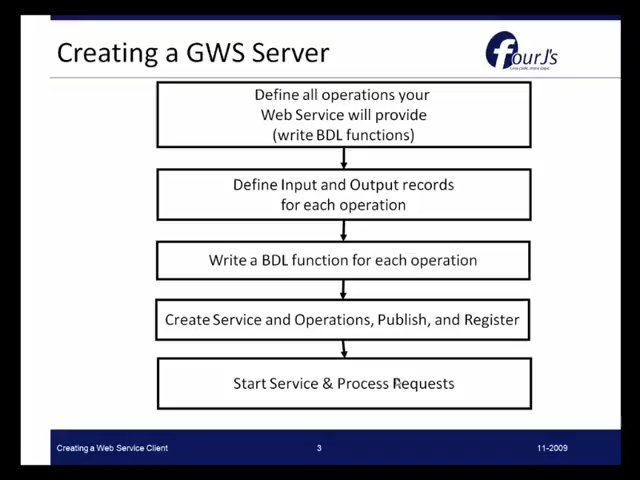 Creating a GWS Server
fourJ's
Define all operations your
Web Service will provide
(write BDL functions)
Define Input and Output records
for each operation
Write a BDL function for each operation
Create Service and Operations, Publish, and Register
Start Service & Process Requests
Creating a Web Service Client
3
11-2009